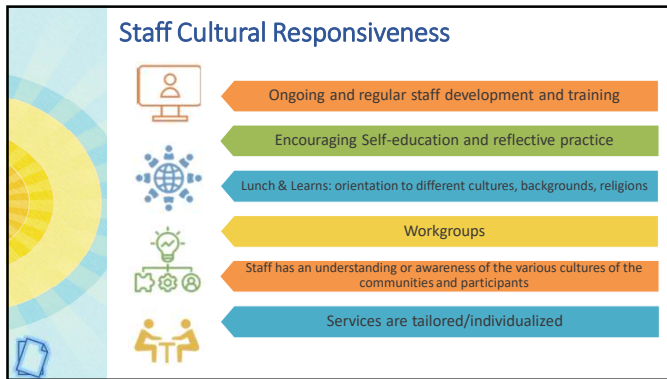 Staff Cultural Responsiveness
Ongoing and regular staff development and training
Encouraging Self-education and reflective practice
Lunch & Learns: orientation to different cultures, backgrounds, religions
Workgroups
Staff has an understanding or awareness of the various cultures of the
communities and participants
Services are tailored/individualized